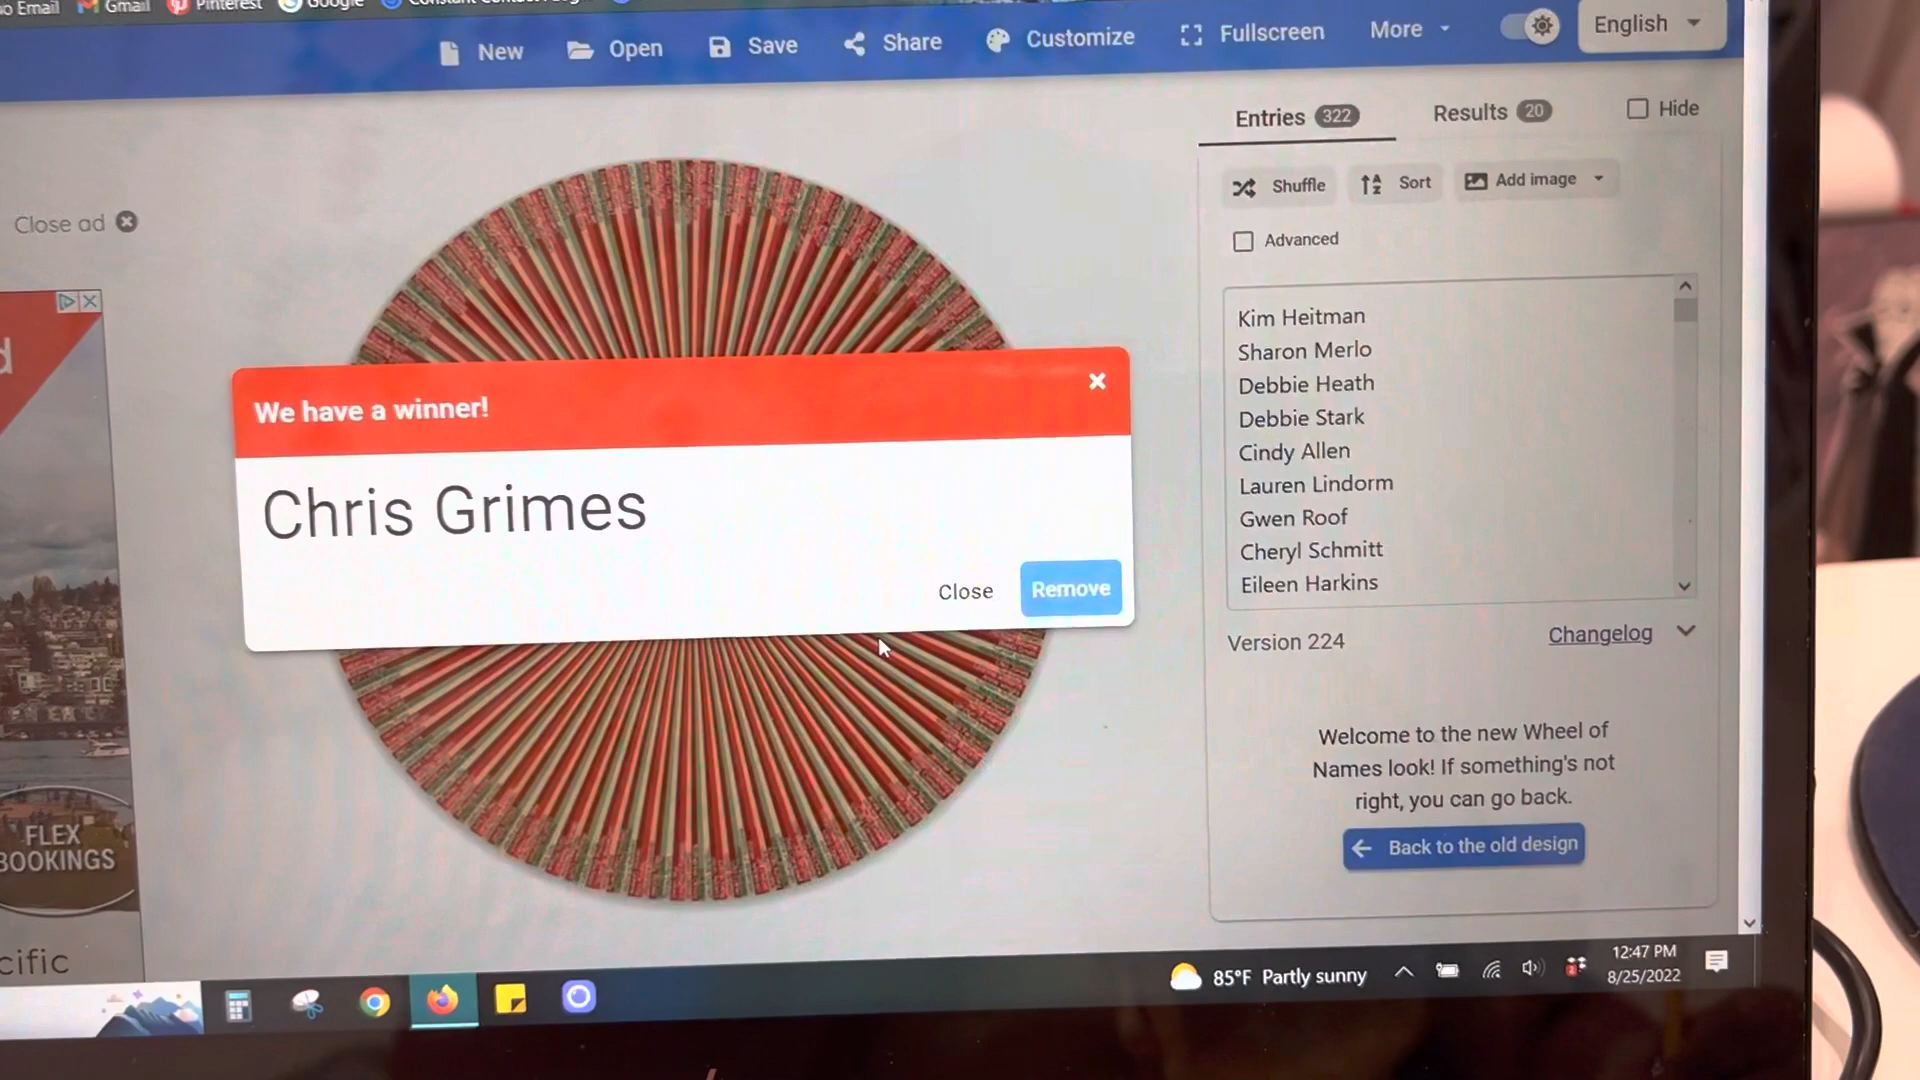 Email
Gmail
Pinterest
Google
New
Open
Save
Share
Customize
Fullscreen
More
English
Close ad
Entries 322
Results 20
Hide
Shuffle
Sort
Add image
Advanced
Kim Heitman
Sharon Merlo
Debbie Heath
Debbie Stark
Cindy Allen
Lauren Lindorm
Gwen Roof
Cheryl Schmitt
Eileen Harkins
We have a winner!
Chris Grimes
Close
Remove
Version 224
Changelog
Welcome to the new Wheel of
Names look! If something's not
right, you can go back.
Back to the old design
FLEX
BOOKINGS
cific
85°F Partly sunny
12:47 PM
8/25/2022